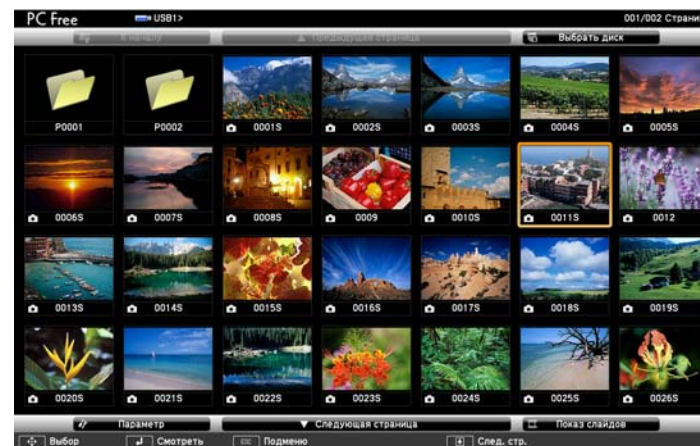 PC Free USB1> 001/002 Страни
К началу ▲ Предыдущая страница Выбрать диск
P0001 P0002 0001S 0002S 0003S 0004S 0005S
0006S 0007S 0008S 0009 0010S 0011S 0012
0013S 0014S 0015S 0016S 0017S 0018S 0019S
0020S 0021S 0022S 0023S 0024S 0025S 0026S
Параметр ▼ Следующая страница Показ слайдов
Выбор Смотреть Esc Подменю След. стр.